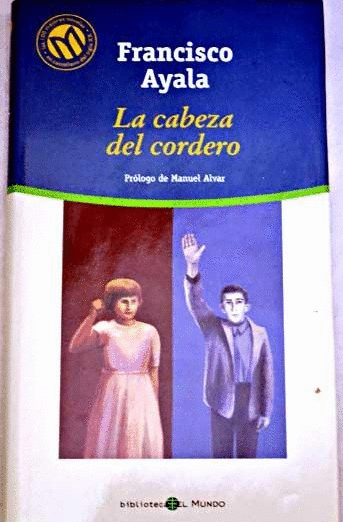 Francisco
Ayala
La cabeza
del cordero
Prólogo de Manuel Alvar
biblioteca EL MUNDO